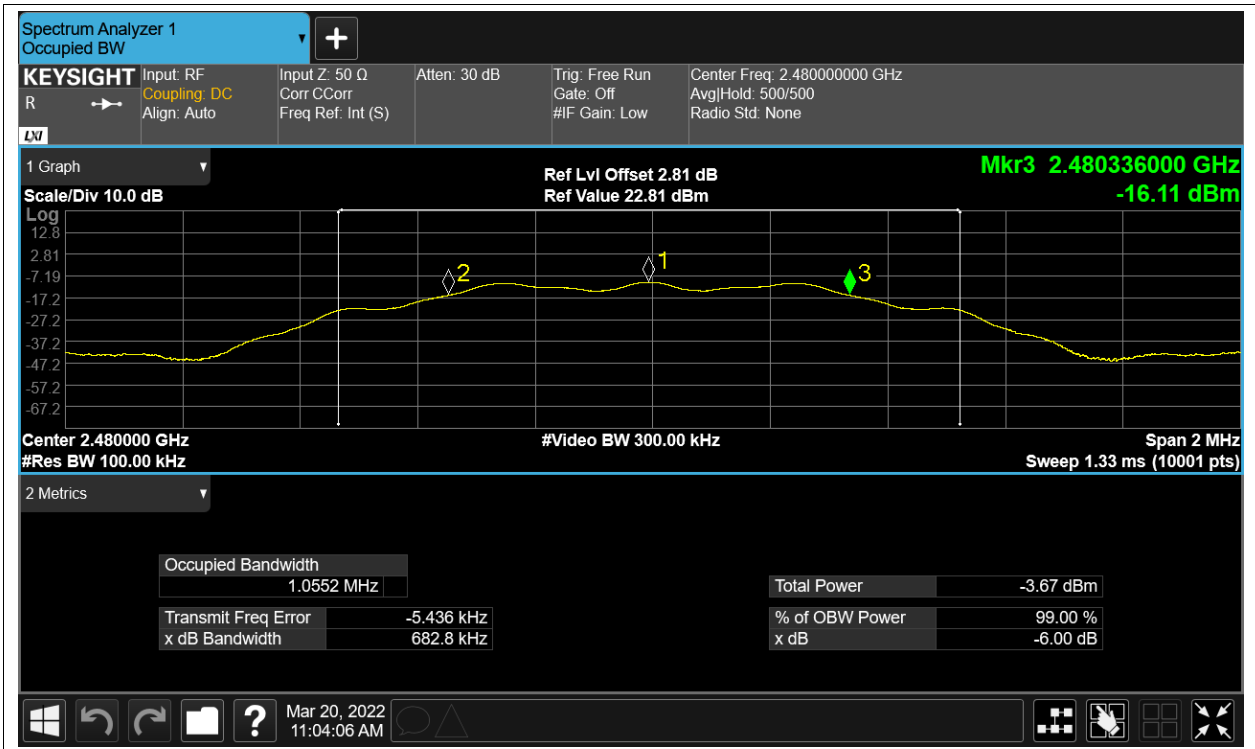 Spectrum Analyzer 1
Occupied BW
KEYSIGHT
R
LXI
Input: RF
Coupling: DC
Align: Auto
Input Z: 50 Ω
Corr CCorr
Freq Ref: Int (S)
Atten: 30 dB
Trig: Free Run
Gate: Off
#IF Gain: Low
Center Freq: 2.480000000 GHz
Avg|Hold: 500/500
Radio Std: None
1 Graph
Scale/Div 10.0 dB
Ref Lvl Offset 2.81 dB
Ref Value 22.81 dBm
Mkr3 2.480336000 GHz
-16.11 dBm
Log
12.8
2.81
-7.19
-17.2
-27.2
-37.2
-47.2
-57.2
-67.2
2
1
3
Center 2.480000 GHz
#Res BW 100.00 kHz
#Video BW 300.00 kHz
Span 2 MHz
Sweep 1.33 ms (10001 pts)
2 Metrics
Occupied Bandwidth
1.0552 MHz
Transmit Freq Error -5.436 kHz
x dB Bandwidth 682.8 kHz
Total Power -3.67 dBm
% of OBW Power 99.00 %
x dB -6.00 dB
?
Mar 20, 2022
11:04:06 AM